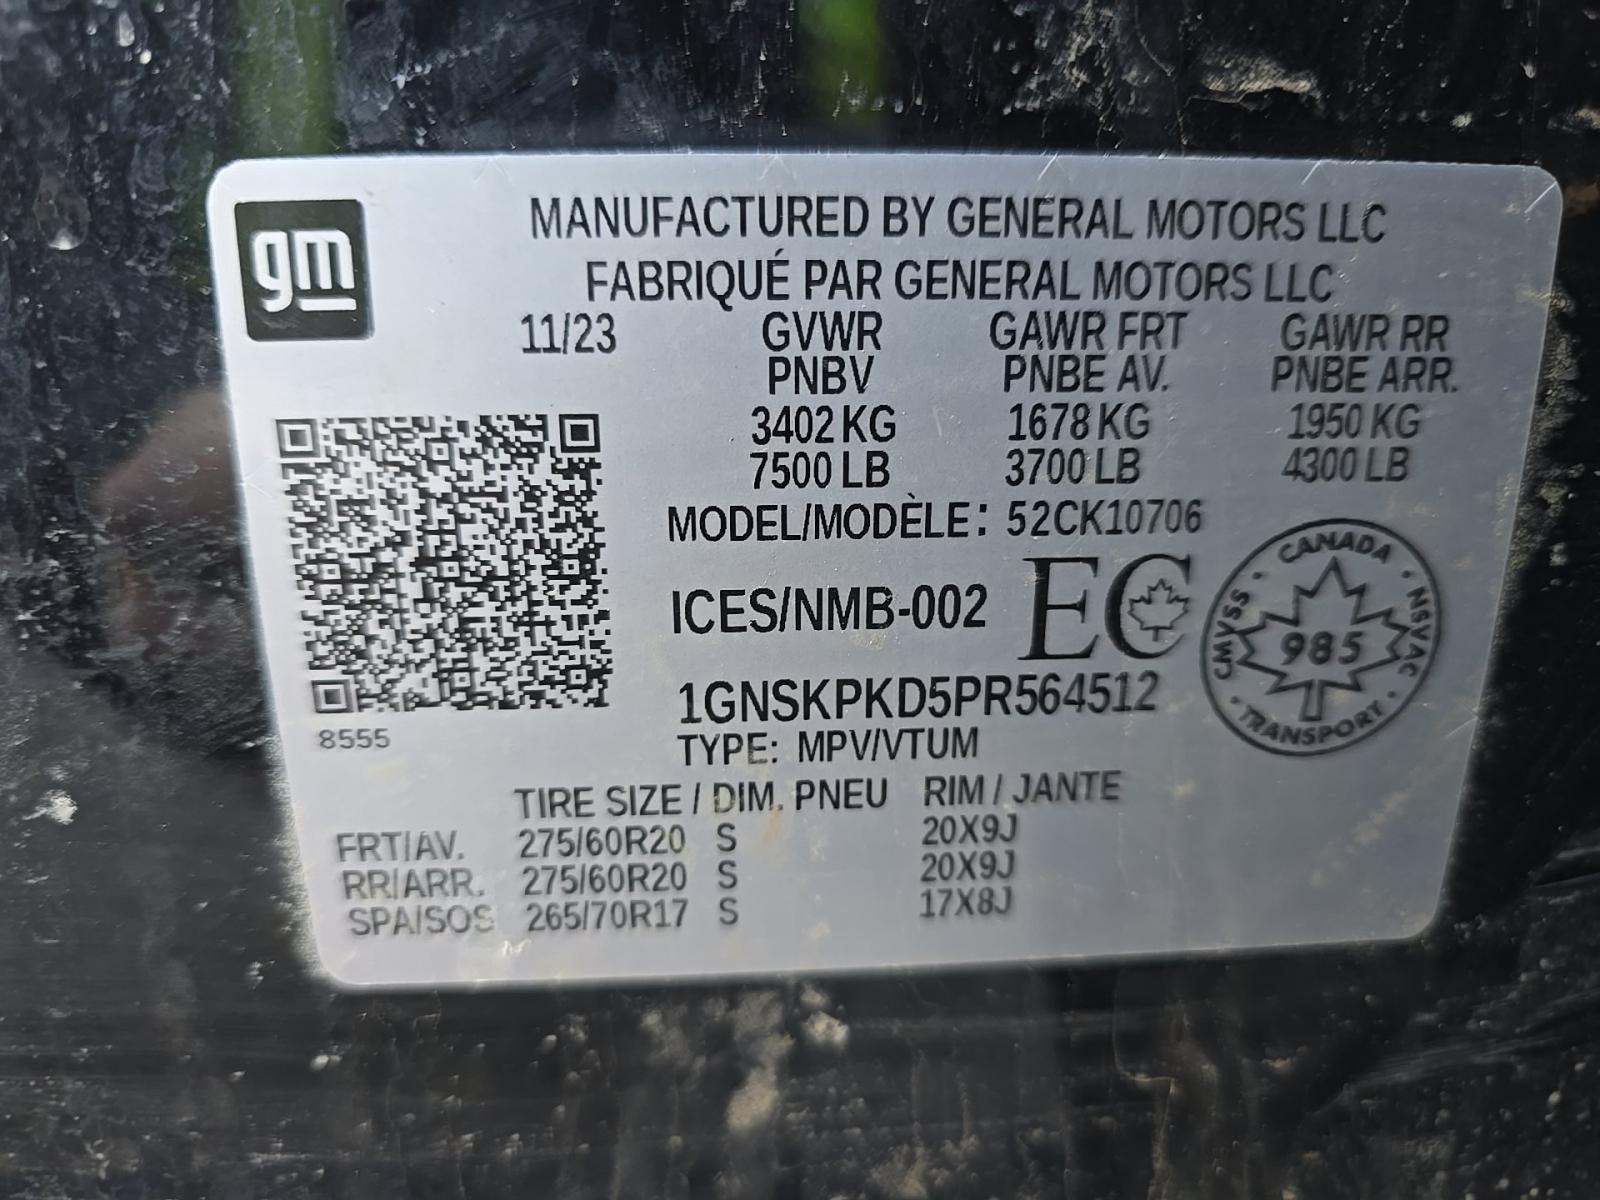 gm
MANUFACTURED BY GENERAL MOTORS LLC
FABRIQUÉ PAR GENERAL MOTORS LLC
11/23 GVWR GAWR FRT GAWR RR
PNBV PNBE AV. PNBE ARR.
3402 KG 1678 KG 1950 KG
7500 LB 3700 LB 4300 LB
MODEL/MODÈLE: 52CK10706
ICES/NMB-002 EC
CANADA · NSVAC · TRANSPORT · CMVSS ·
985
1GNSKPKD5PR564512
8555
TYPE: MPV/VTUM
TIRE SIZE / DIM. PNEU RIM / JANTE
FRT/AV. 275/60R20 S 20X9J
RR/ARR. 275/60R20 S 20X9J
SPA/SOS 265/70R17 S 17X8J